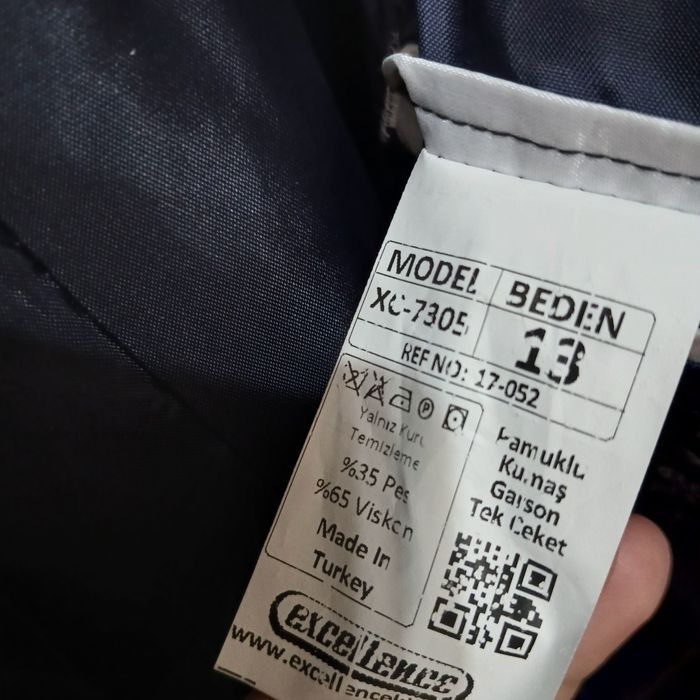 MODEL BEDEN
XC-7305 13
REF NO: 17-052
Yalnız Kuru
Temizleme
%35 Pes
%65 Viskon
Made In
Turkey
Pamuklu
Kumaş
Garson
Tek Ceket
excellence
www.excellence